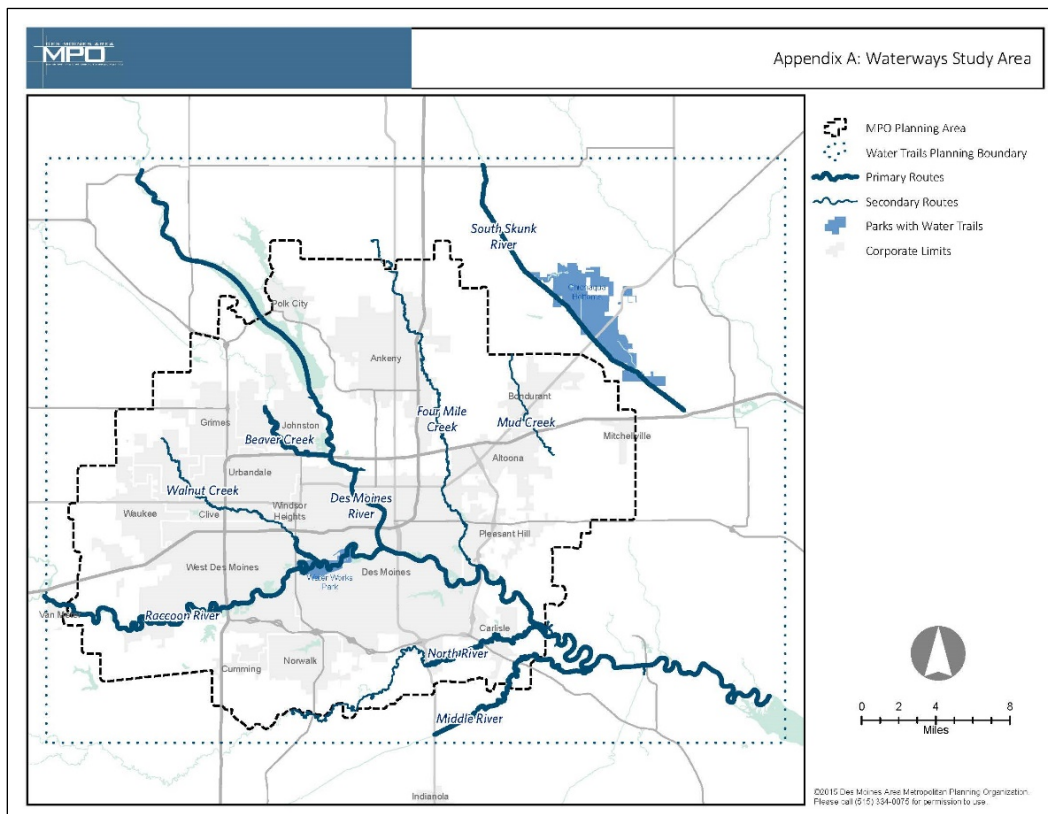 DES MOINES AREA
MPO
Appendix A: Waterways Study Area
MPO Planning Area
Water Trails Planning Boundary
Primary Routes
Secondary Routes
Parks with Water Trails
Corporate Limits
South Skunk
River
Polk City
Ankeny
Four Mile
Creek
Bondurant
Mud Creek
Grimes
Johnston
Beaver Creek
Mitchellville
Altoona
Urbandale
Walnut Creek
Des Moines
River
Windsor
Heights
Waukee
Clive
Pleasant Hill
West Des Moines
Des Moines
Water Works
Park
Raccoon River
Carlisle
North River
Norwalk
Cumming
Middle River
Indianola
0 2 4 8
Miles
Des Moines Area Metropolitan Planning Organization.
Please call (515) 334-0075 for permission to use.